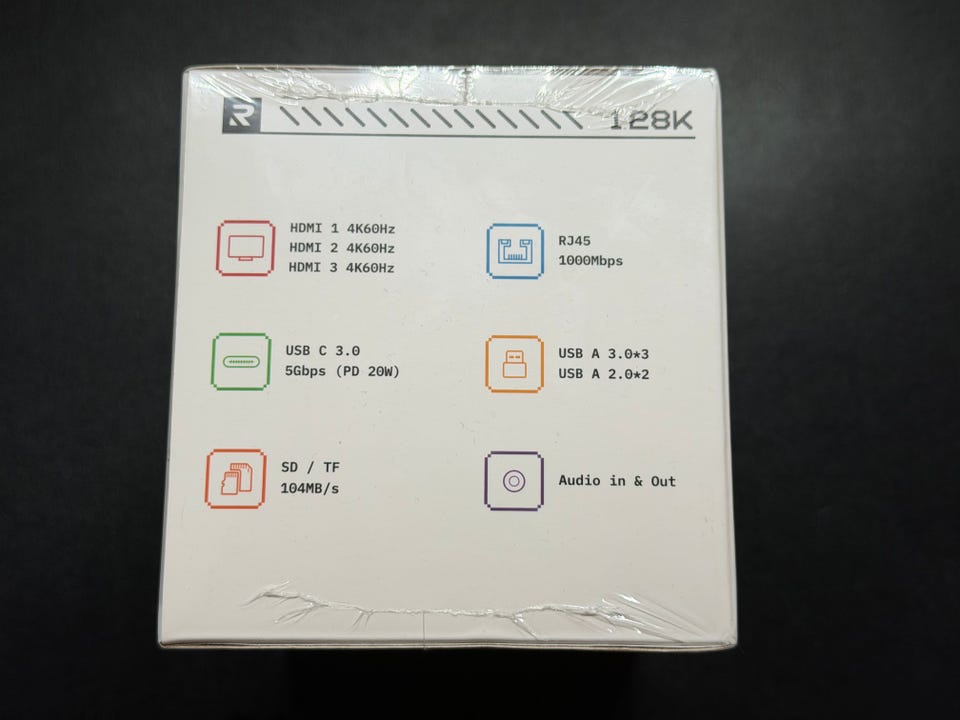 R
128K
HDMI 1 4K60Hz
HDMI 2 4K60Hz
HDMI 3 4K60Hz
RJ45
1000Mbps
USB C 3.0
5Gbps (PD 20W)
USB A 3.0*3
USB A 2.0*2
SD / TF
104MB/s
Audio in & Out